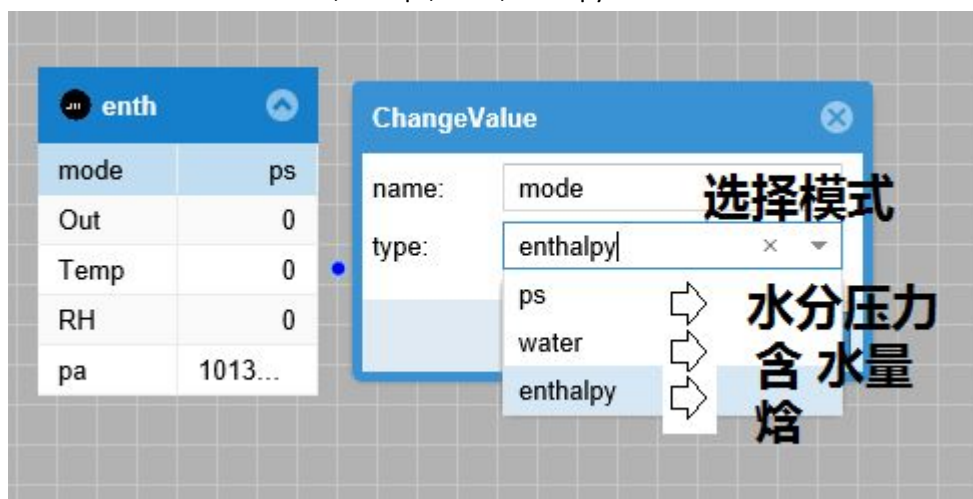 enth
mode ps
Out 0
Temp 0
RH 0
pa 1013...
ChangeValue
name: mode
选择模式
type: enthalpy
ps
水分压力
water
含 水量
enthalpy
焓